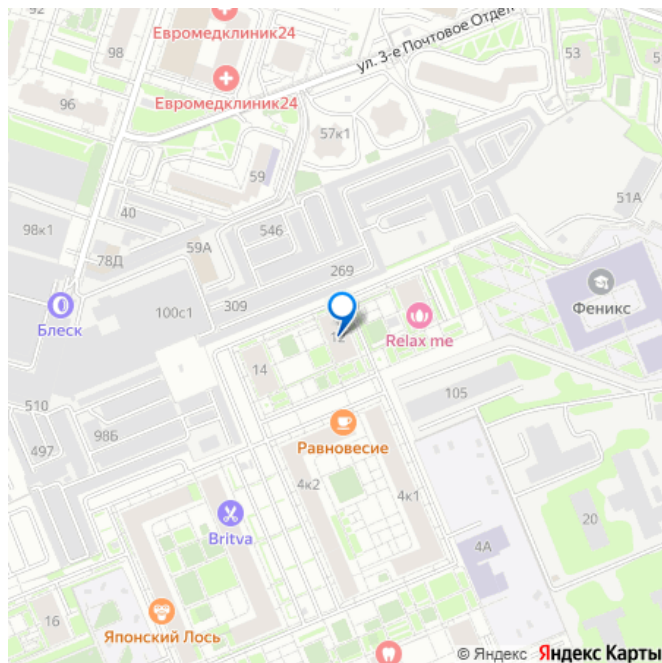 92
Евромедклиник24
98
ул. 3-е Почтовое Отдел
53
Евромедклиник24
96
57к1
59
51А
40
546
98к1
59А
78Д
269
309
100с1
Феникс
Блеск
Relax me
12
14
105
510
98Б
Равновесие
497
4к2
4к1
Britva
20
4А
16
Японский Лось
© Яндекс Яндекс Карты